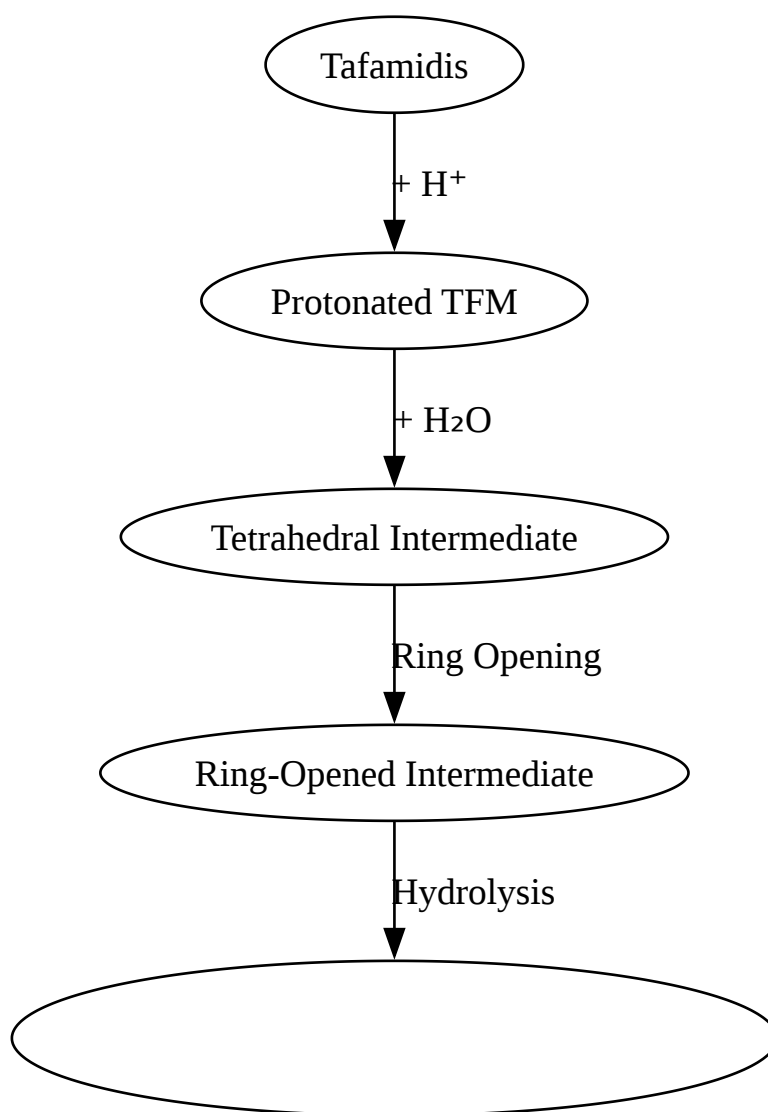 Tafamidis
+ H⁺
Protonated TFM
+ H₂O
Tetrahedral Intermediate
Ring Opening
Ring-Opened Intermediate
Hydrolysis